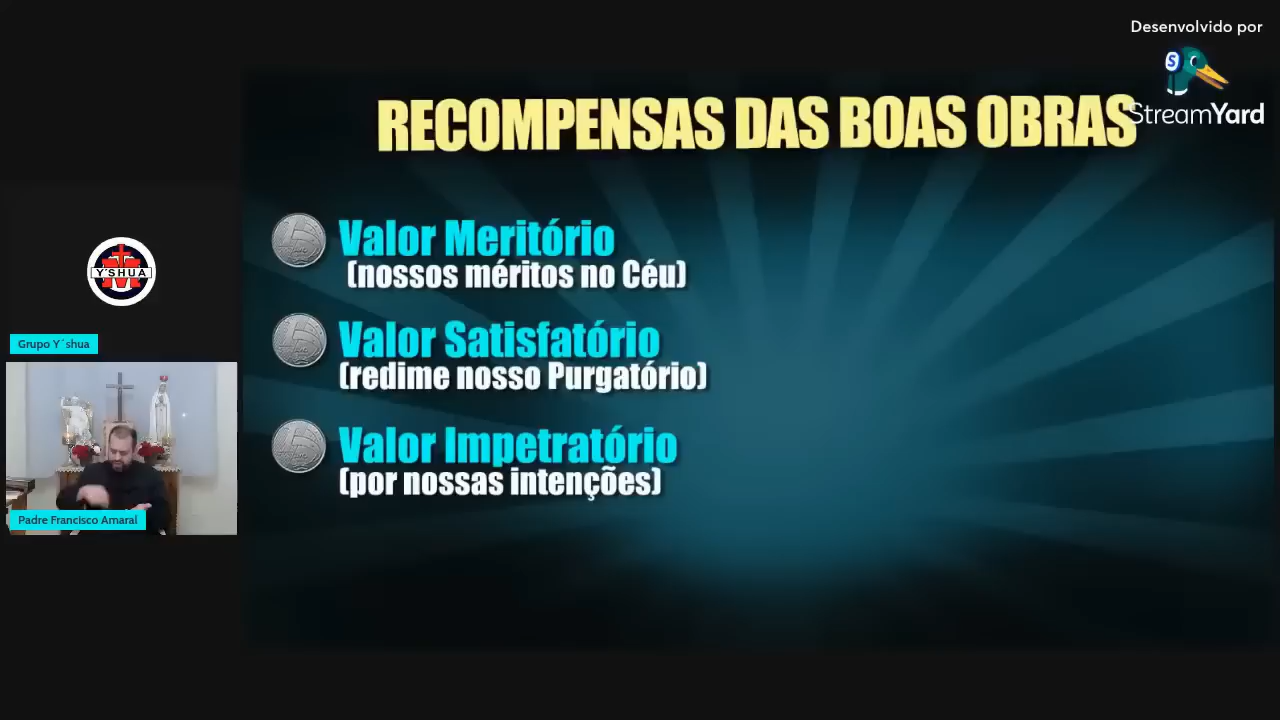 Desenvolvido por
StreamYard
RECOMPENSAS DAS BOAS OBRAS
Valor Meritório
(nossos méritos no Céu)
Valor Satisfatório
(redime nosso Purgatório)
Valor Impetratório
(por nossas intenções)
Y'SHUA
Grupo Y´shua
Padre Francisco Amaral